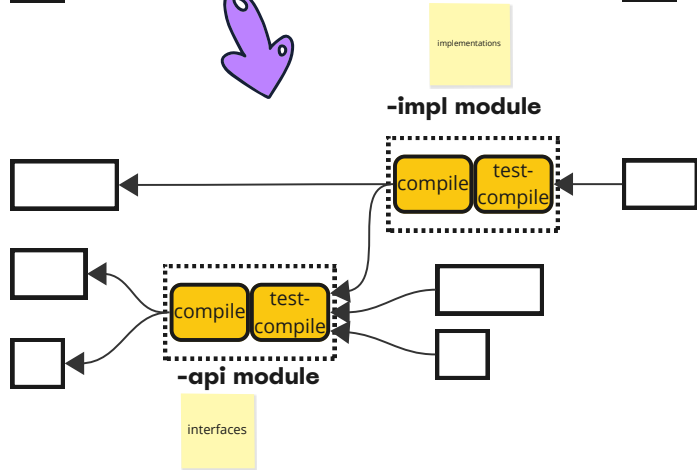 implementations
-impl module
compile
test-
compile
compile
test-
compile
-api module
interfaces